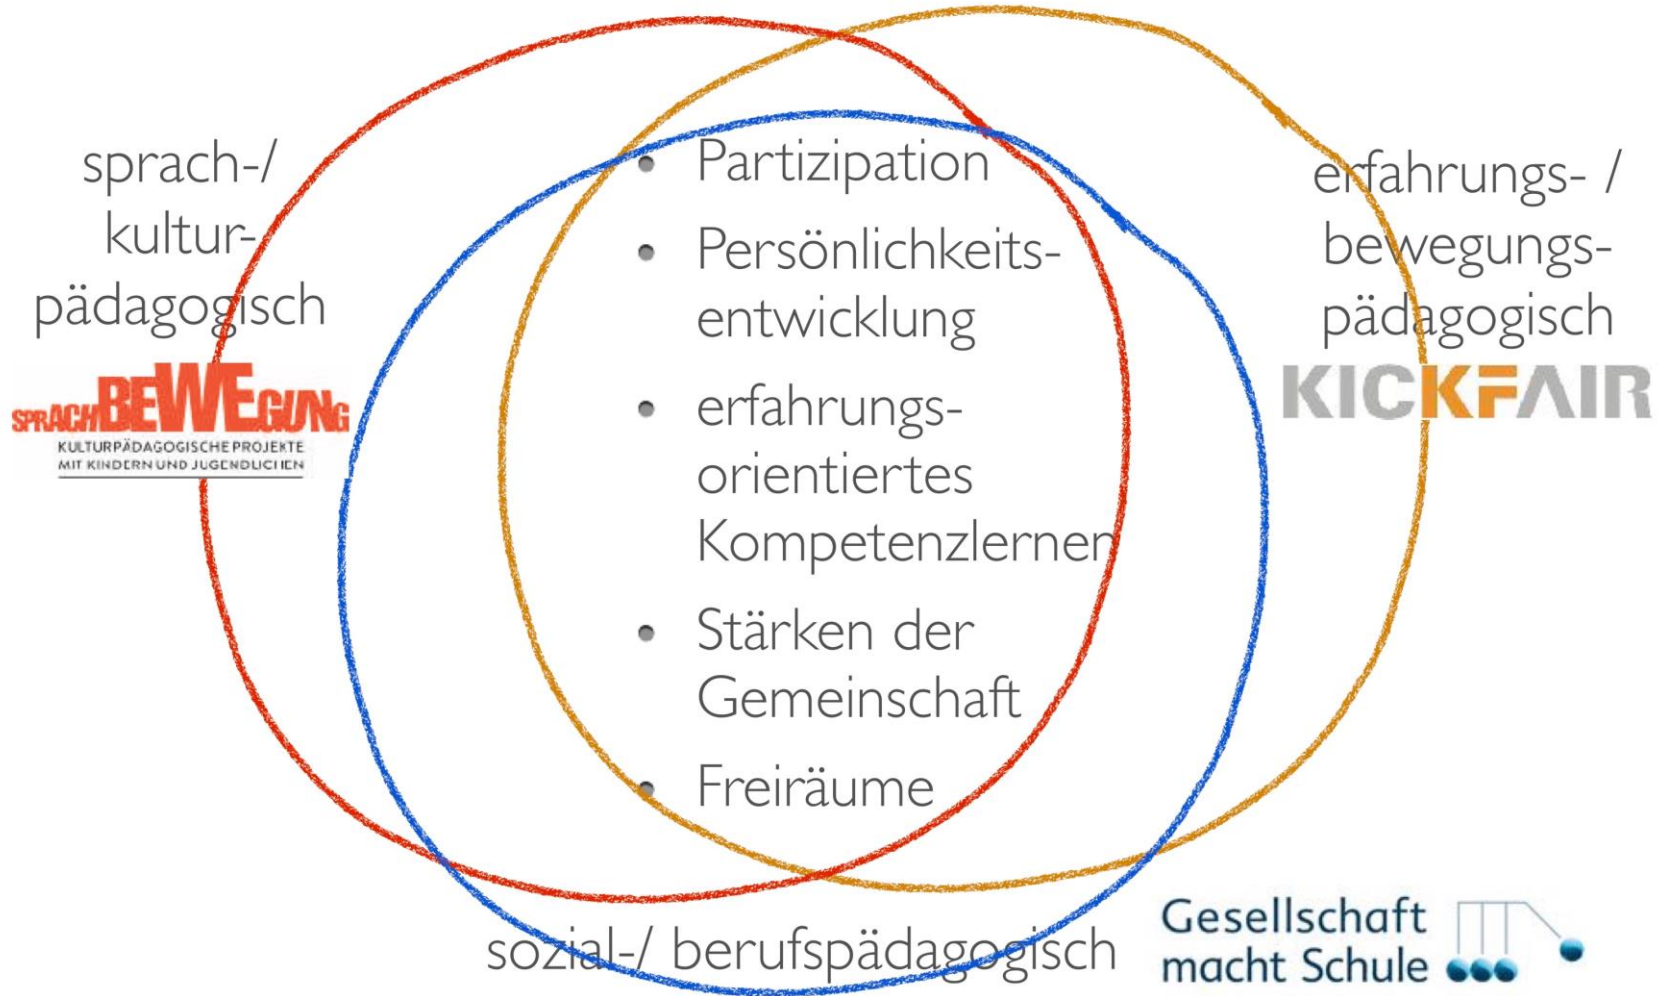 sprach-/
kultur-
pädagogisch
SPRACHBEWEGUNG
KULTURPÄDAGOGISCHE PROJEKTE
MIT KINDERN UND JUGENDLICHEN
• Partizipation
• Persönlichkeits-
entwicklung
• erfahrungs-
orientiertes
Kompetenzlernen
• Stärken der
Gemeinschaft
• Freiräume
erfahrungs- /
bewegungs-
pädagogisch
KICKFAIR
sozial-/ berufspädagogisch
Gesellschaft
macht Schule